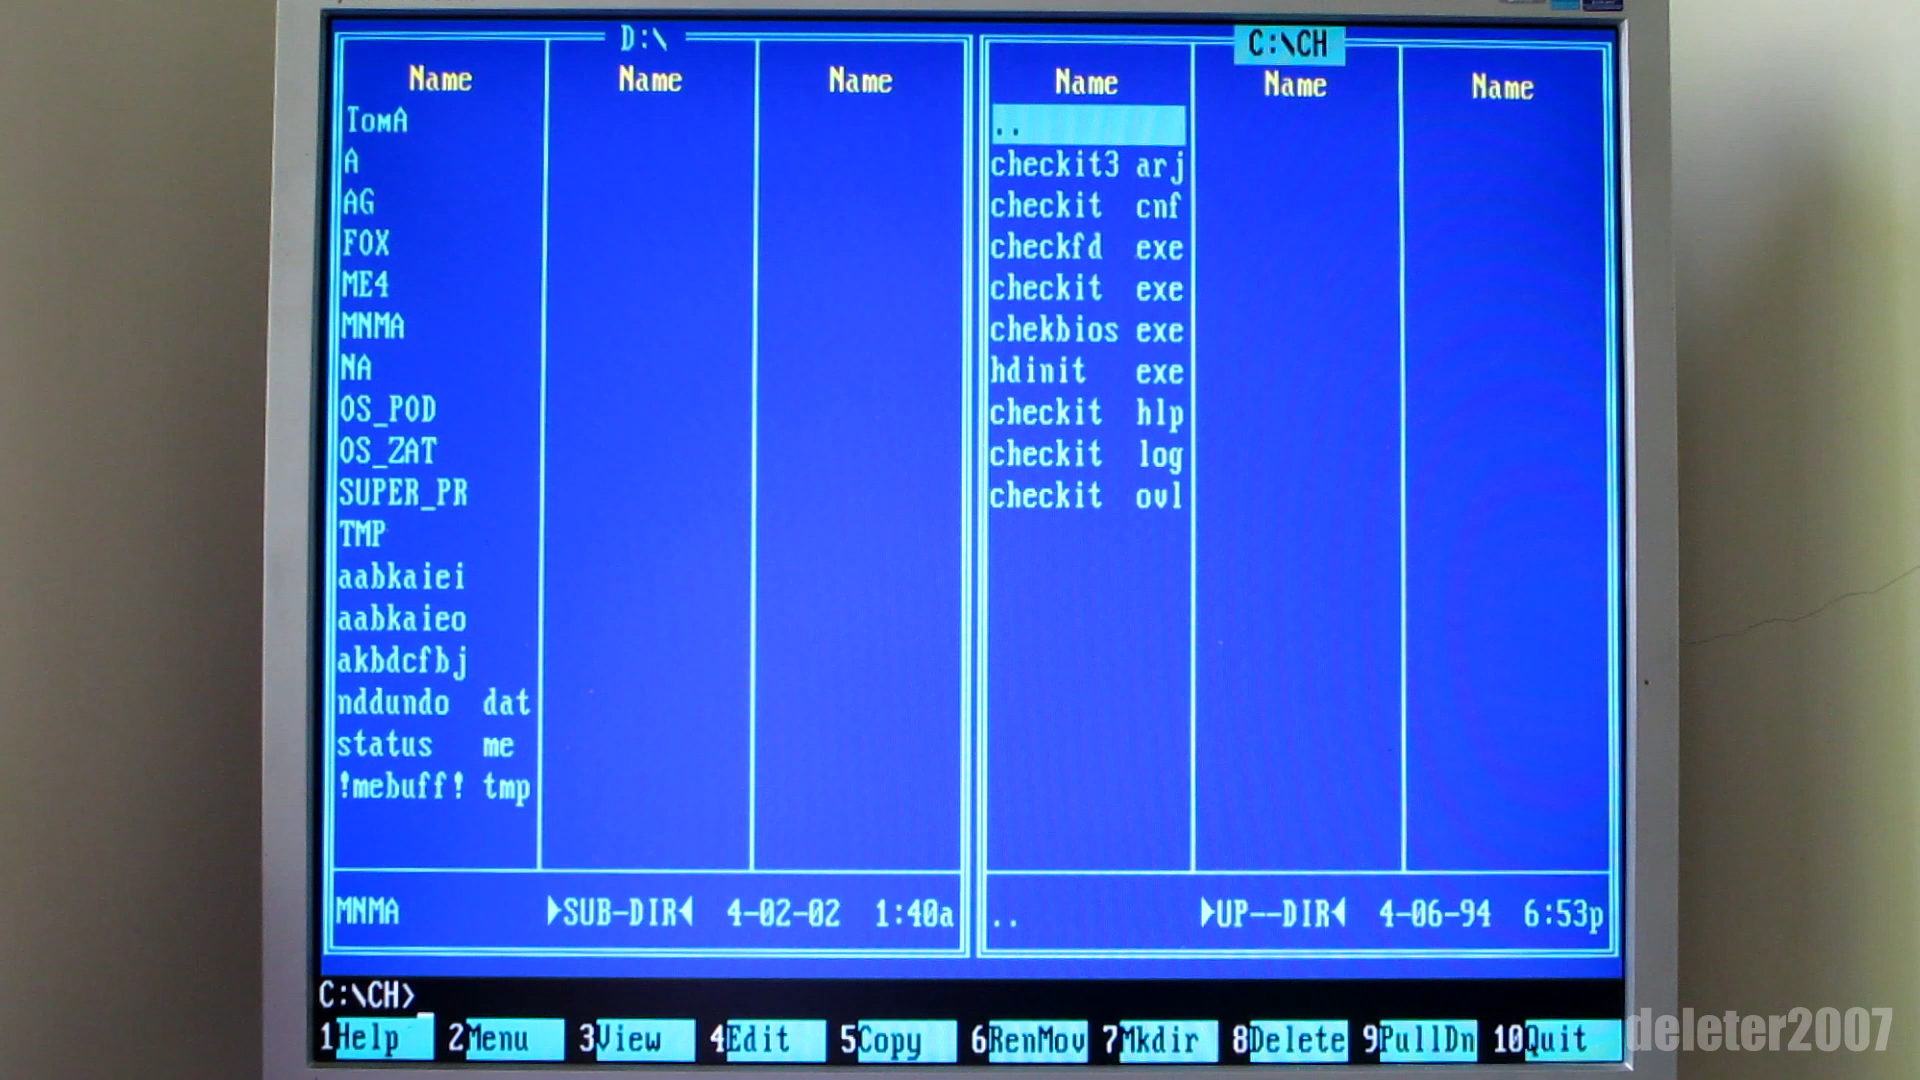 D:\
Name Name Name
TomA
A
AG
FOX
ME4
MNMA
NA
OS_POD
OS_ZAT
SUPER_PR
TMP
aabkaiei
aabkaieo
akbdcfbj
nddundo dat
status me
!mebuff! tmp
MNMA ►SUB-DIR◄ 4-02-02 1:40a
C:\CH
Name Name Name
..
checkit3 arj
checkit cnf
checkfd exe
checkit exe
chekbios exe
hdinit exe
checkit hlp
checkit log
checkit ovl
.. ►UP--DIR◄ 4-06-94 6:53p
C:\CH>
1Help 2Menu 3View 4Edit 5Copy 6RenMov 7Mkdir 8Delete 9PullDn 10Quit
deleter2007